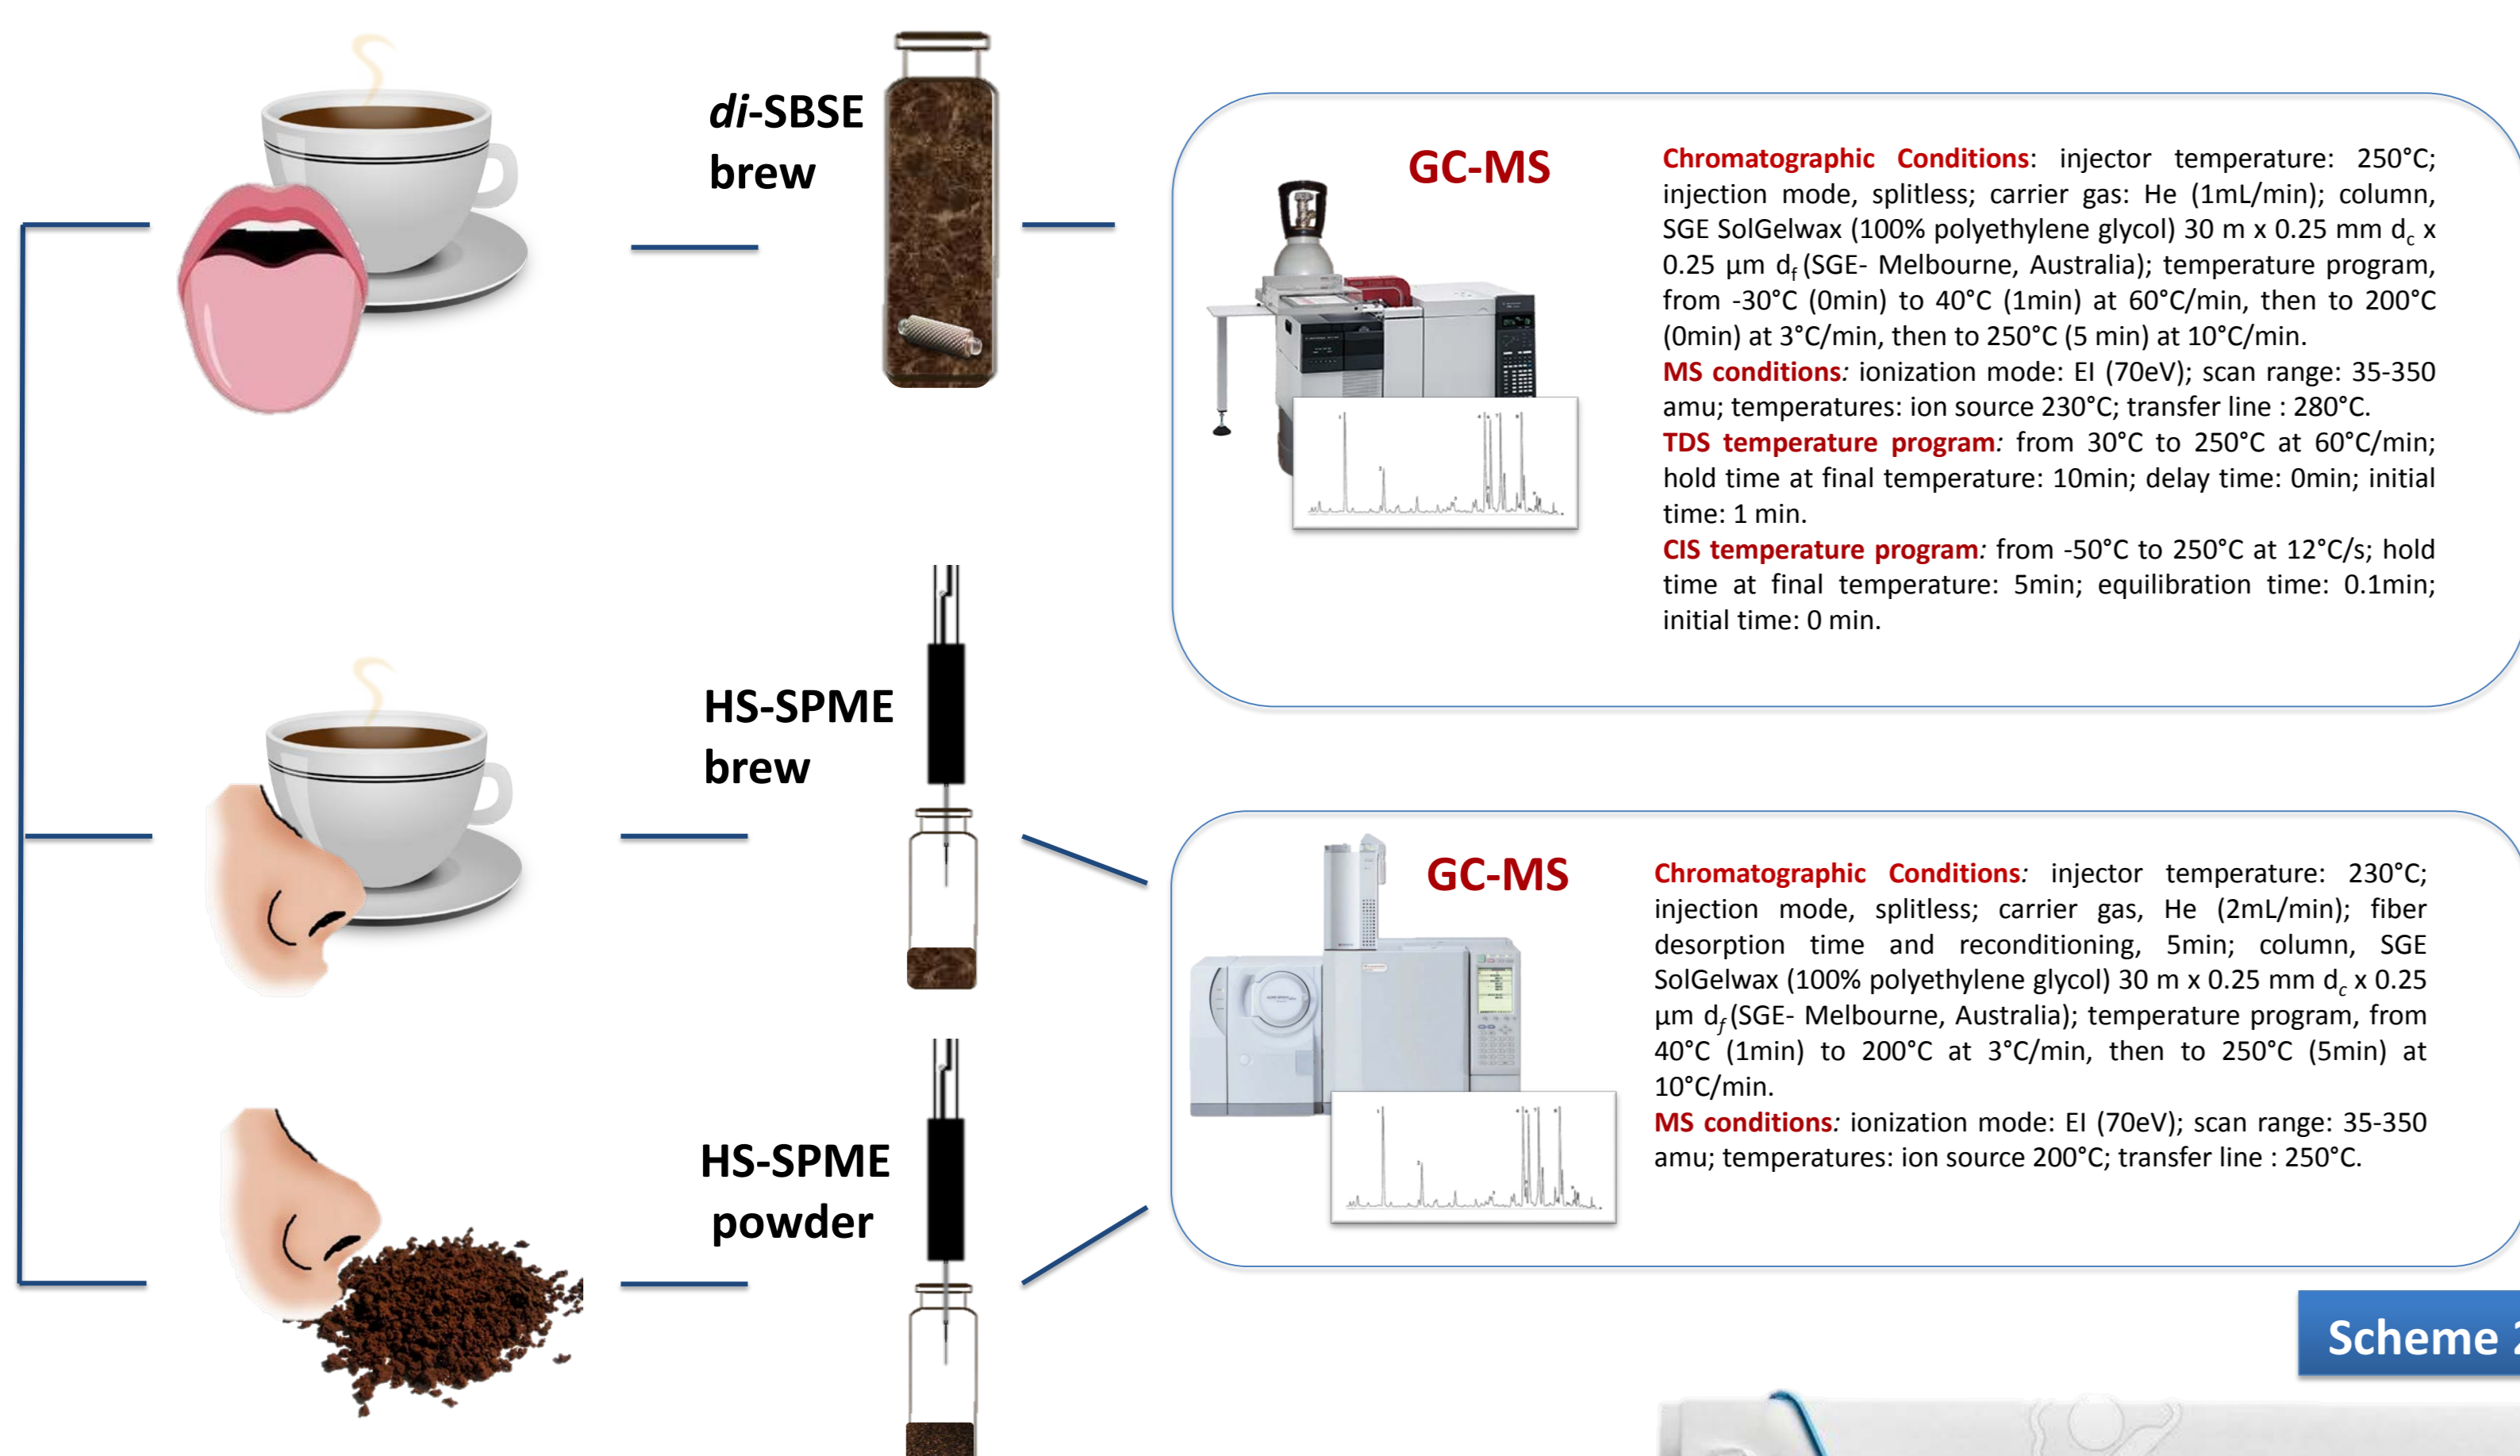 di-SBSE
brew
GC-MS
Chromatographic Conditions: injector temperature: 250°C;
injection mode, splitless; carrier gas: He (1mL/min); column,
SGE SolGelwax (100% polyethylene glycol) 30 m x 0.25 mm dc x
0.25 µm df (SGE- Melbourne, Australia); temperature program,
from -30°C (0min) to 40°C (1min) at 60°C/min, then to 200°C
(0min) at 3°C/min, then to 250°C (5 min) at 10°C/min.
MS conditions: ionization mode: EI (70eV); scan range: 35-350
amu; temperatures: ion source 230°C; transfer line : 280°C.
TDS temperature program: from 30°C to 250°C at 60°C/min;
hold time at final temperature: 10min; delay time: 0min; initial
time: 1 min.
CIS temperature program: from -50°C to 250°C at 12°C/s; hold
time at final temperature: 5min; equilibration time: 0.1min;
initial time: 0 min.
HS-SPME
brew
GC-MS
Chromatographic Conditions: injector temperature: 230°C;
injection mode, splitless; carrier gas, He (2mL/min); fiber
desorption time and reconditioning, 5min; column, SGE
SolGelwax (100% polyethylene glycol) 30 m x 0.25 mm dc x 0.25
µm df (SGE- Melbourne, Australia); temperature program, from
40°C (1min) to 200°C at 3°C/min, then to 250°C (5min) at
10°C/min.
MS conditions: ionization mode: EI (70eV); scan range: 35-350
amu; temperatures: ion source 200°C; transfer line : 250°C.
HS-SPME
powder
Scheme 2